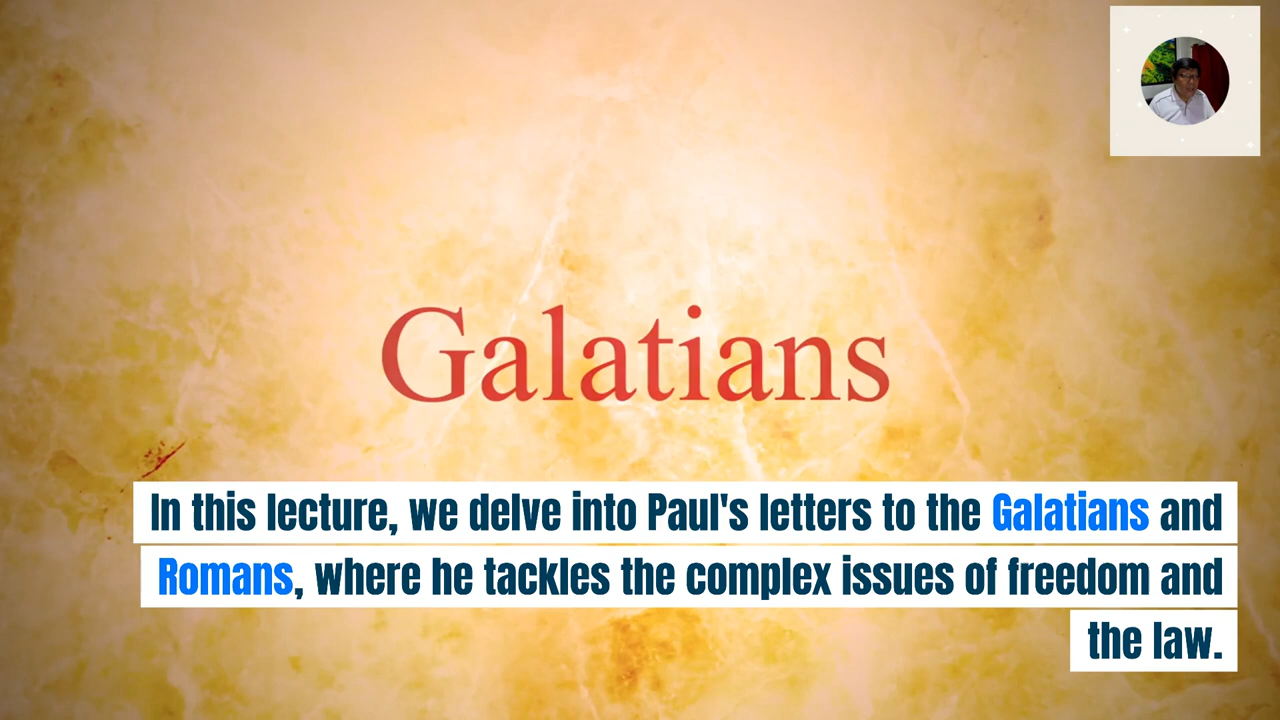 Galatians
In this lecture, we delve into Paul's letters to the Galatians and
Romans, where he tackles the complex issues of freedom and
the law.